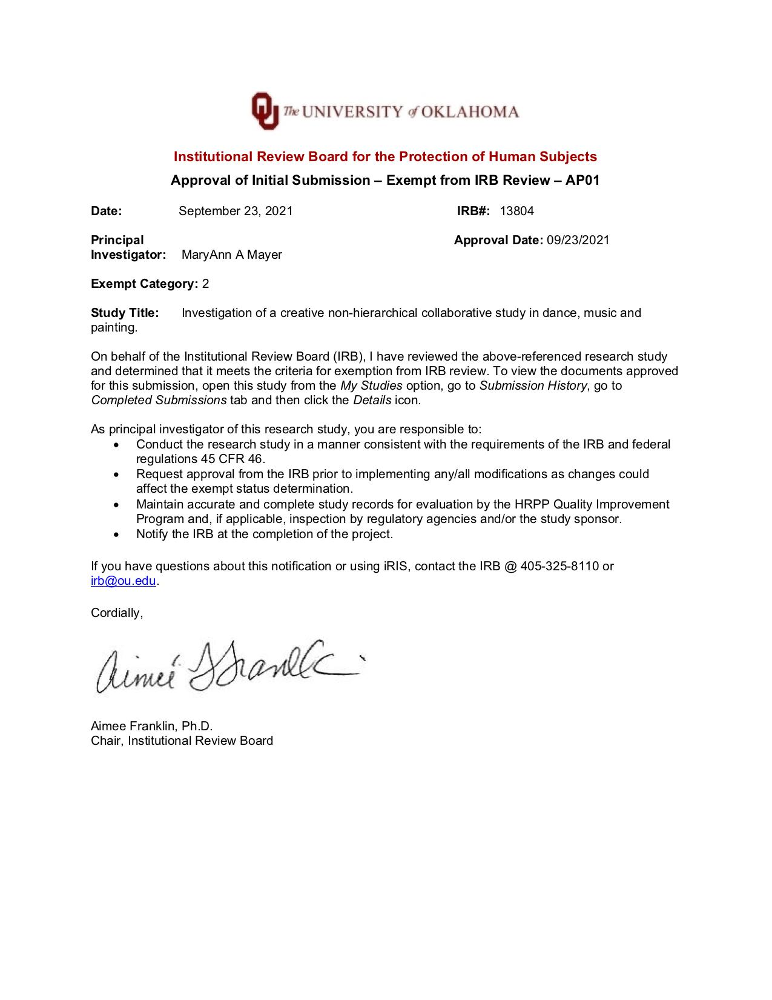 The UNIVERSITY of OKLAHOMA
Institutional Review Board for the Protection of Human Subjects
Approval of Initial Submission – Exempt from IRB Review – AP01
Date: September 23, 2021 IRB#: 13804
Principal Approval Date: 09/23/2021
Investigator: MaryAnn A Mayer
Exempt Category: 2
Study Title: Investigation of a creative non-hierarchical collaborative study in dance, music and
painting.
On behalf of the Institutional Review Board (IRB), I have reviewed the above-referenced research study
and determined that it meets the criteria for exemption from IRB review. To view the documents approved
for this submission, open this study from the My Studies option, go to Submission History, go to
Completed Submissions tab and then click the Details icon.
As principal investigator of this research study, you are responsible to:
• Conduct the research study in a manner consistent with the requirements of the IRB and federal
regulations 45 CFR 46.
• Request approval from the IRB prior to implementing any/all modifications as changes could
affect the exempt status determination.
• Maintain accurate and complete study records for evaluation by the HRPP Quality Improvement
Program and, if applicable, inspection by regulatory agencies and/or the study sponsor.
• Notify the IRB at the completion of the project.
If you have questions about this notification or using iRIS, contact the IRB @ 405-325-8110 or
irb@ou.edu.
Cordially,
Aimee Franklin, Ph.D.
Chair, Institutional Review Board